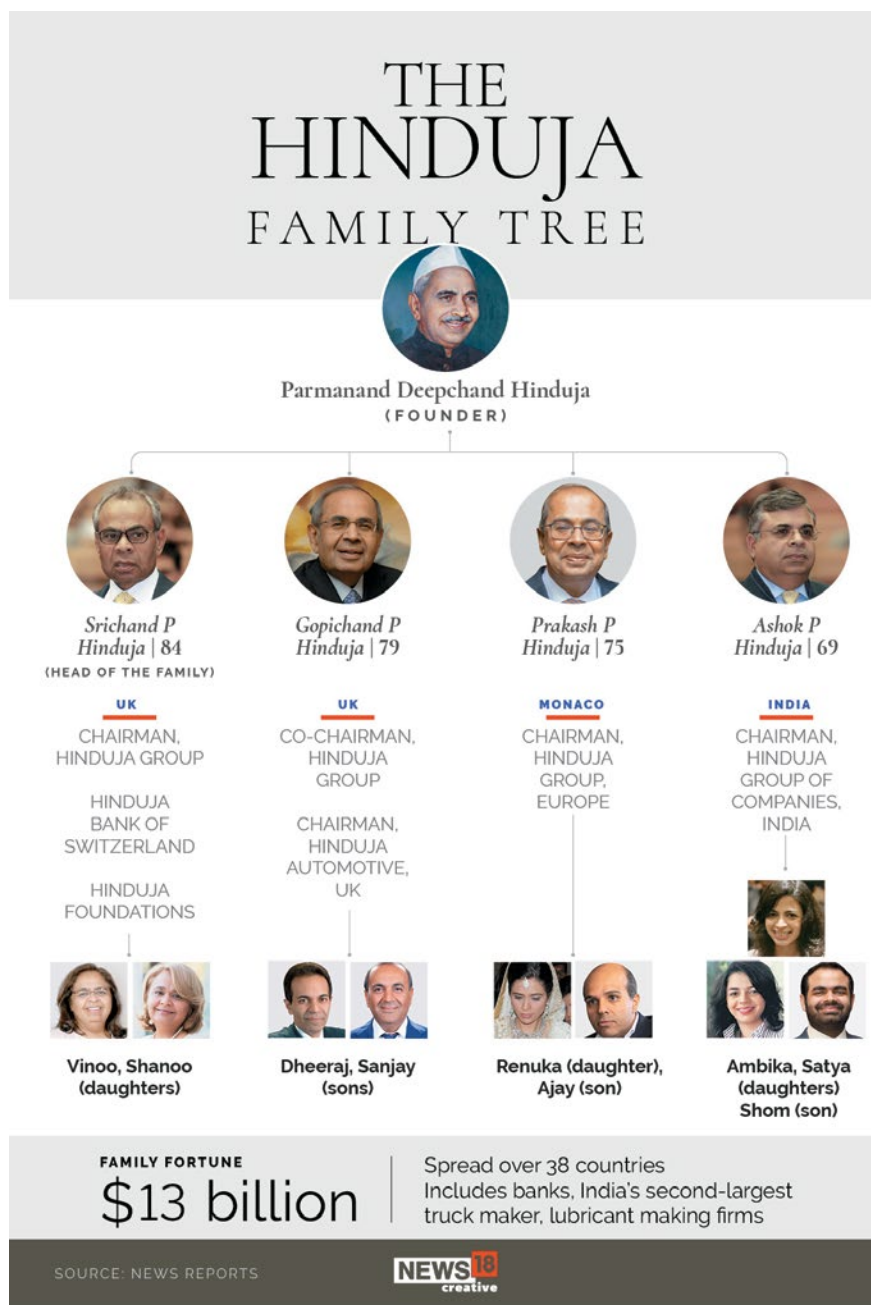 THE
HINDUJA
FAMILY TREE
Parmanand Deepchand Hinduja
(FOUNDER)
Srichand P
Hinduja | 84
(HEAD OF THE FAMILY)
UK
CHAIRMAN,
HINDUJA GROUP
HINDUJA
BANK OF
SWITZERLAND
HINDUJA
FOUNDATIONS
Vinoo, Shanoo
(daughters)
Gopichand P
Hinduja | 79
UK
CO-CHAIRMAN,
HINDUJA
GROUP
CHAIRMAN,
HINDUJA
AUTOMOTIVE,
UK
Dheeraj, Sanjay
(sons)
Prakash P
Hinduja | 75
MONACO
CHAIRMAN,
HINDUJA
GROUP,
EUROPE
Renuka (daughter),
Ajay (son)
Ashok P
Hinduja | 69
INDIA
CHAIRMAN,
HINDUJA
GROUP OF
COMPANIES,
INDIA
Ambika, Satya
(daughters)
Shom (son)
FAMILY FORTUNE
$13 billion
Spread over 38 countries
Includes banks, India's second-largest
truck maker, lubricant making firms
SOURCE: NEWS REPORTS
NEWS18
creative